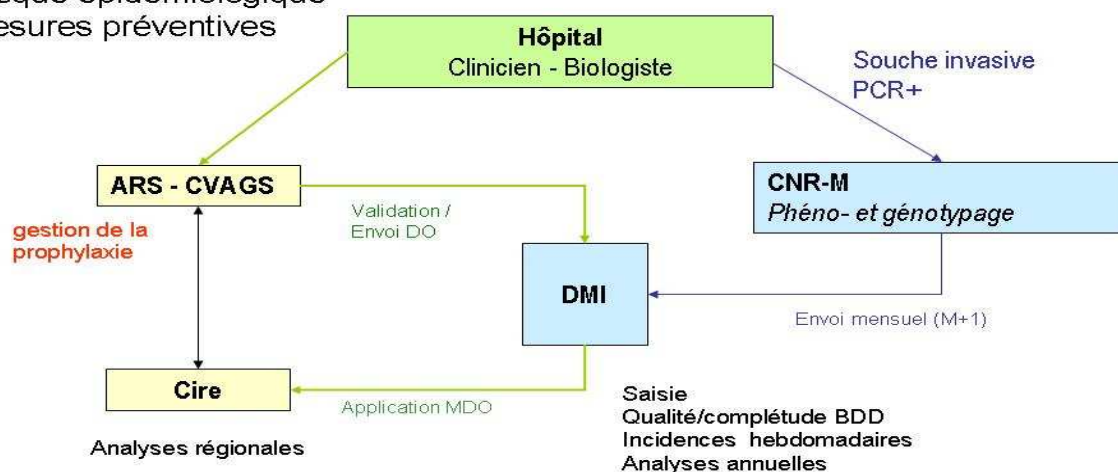 mesures préventives
Hôpital
Clinicien - Biologiste
Souche invasive
PCR+
ARS - CVAGS
CNR-M
Phéno- et génotypage
gestion de la
prophylaxie
Validation /
Envoi DO
DMI
Envoi mensuel (M+1)
Cire
Application MDO
Analyses régionales
Saisie
Qualité/complétude BDD
Incidences hebdomadaires
Analyses annuelles